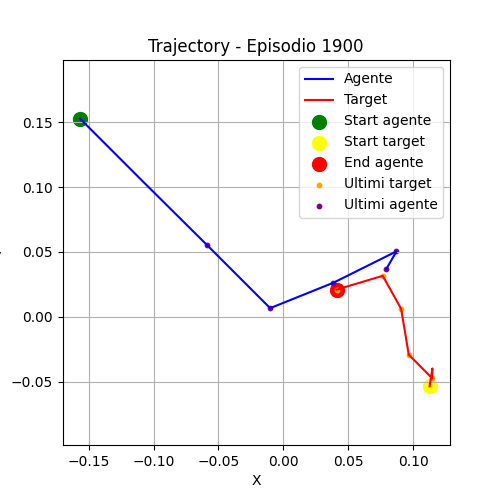 Trajectory - Episodio 1900
Agente
Target
Start agente
Start target
End agente
Ultimi target
Ultimi agente
0.15
0.10
0.05
0.00
−0.05
−0.15
−0.10
−0.05
0.00
0.05
0.10
X